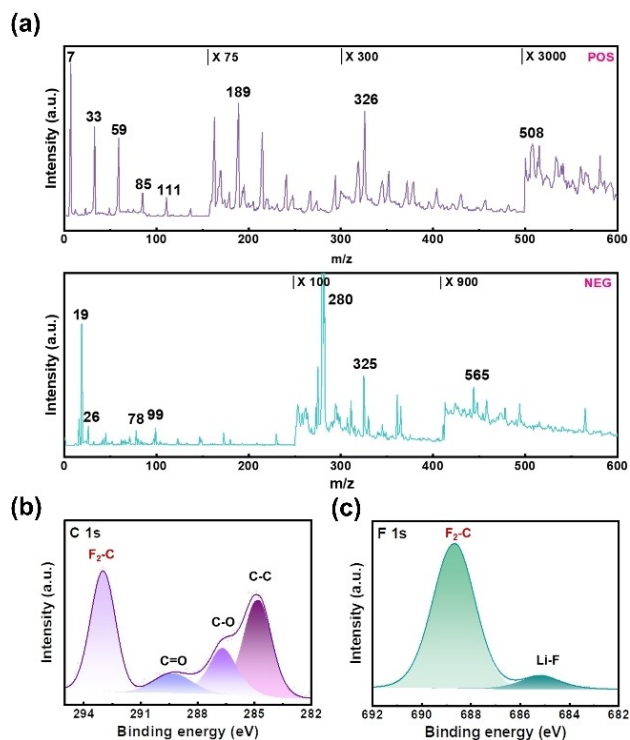 (a)
X 75 X 300 X 3000 POS
7
33
59
85
111
189
326
508
Intensity (a.u.)
0 100 200 300 400 500 600
m/z
X 100 X 900 NEG
19
26
78
99
280
325
565
Intensity (a.u.)
0 100 200 300 400 500 600
m/z
(b)
C 1s
F₂-C
C=O
C-O
C-C
Intensity (a.u.)
294 291 288 285 282
Binding energy (eV)
(c)
F 1s
F₂-C
Li-F
Intensity (a.u.)
692 690 688 686 684 682
Binding energy (eV)